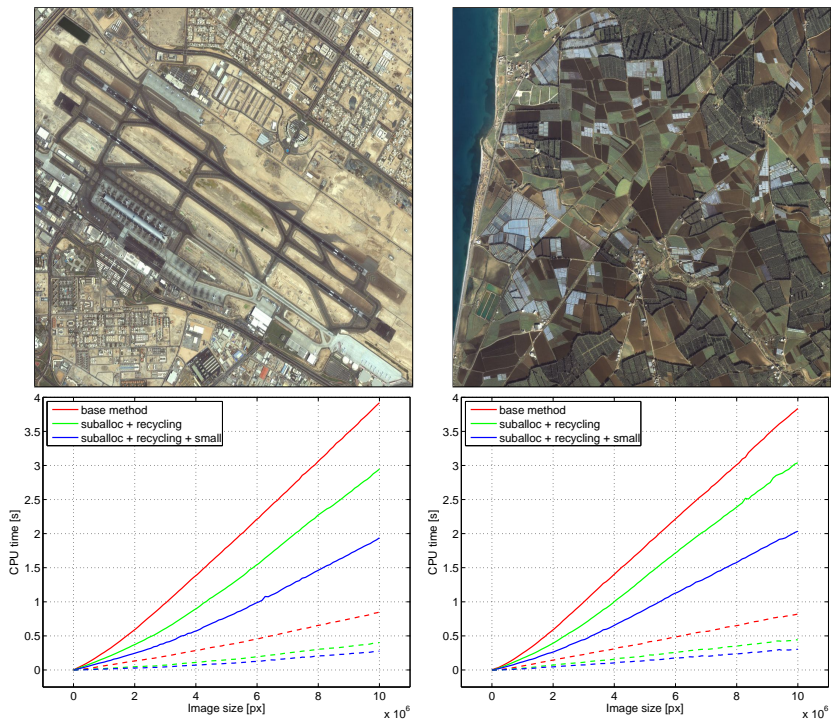 4
3.5
3
2.5
2
1.5
1
0.5
0
CPU time [s]
base method
suballoc + recycling
suballoc + recycling + small
0 2 4 6 8 10
Image size [px]
x 10^6
4
3.5
3
2.5
2
1.5
1
0.5
0
CPU time [s]
base method
suballoc + recycling
suballoc + recycling + small
0 2 4 6 8 10
Image size [px]
x 10^6